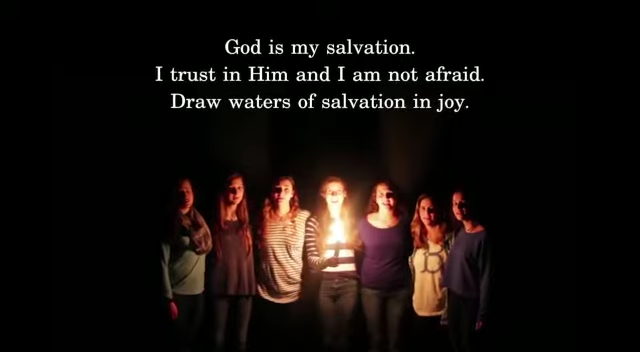 God is my salvation.
I trust in Him and I am not afraid.
Draw waters of salvation in joy.